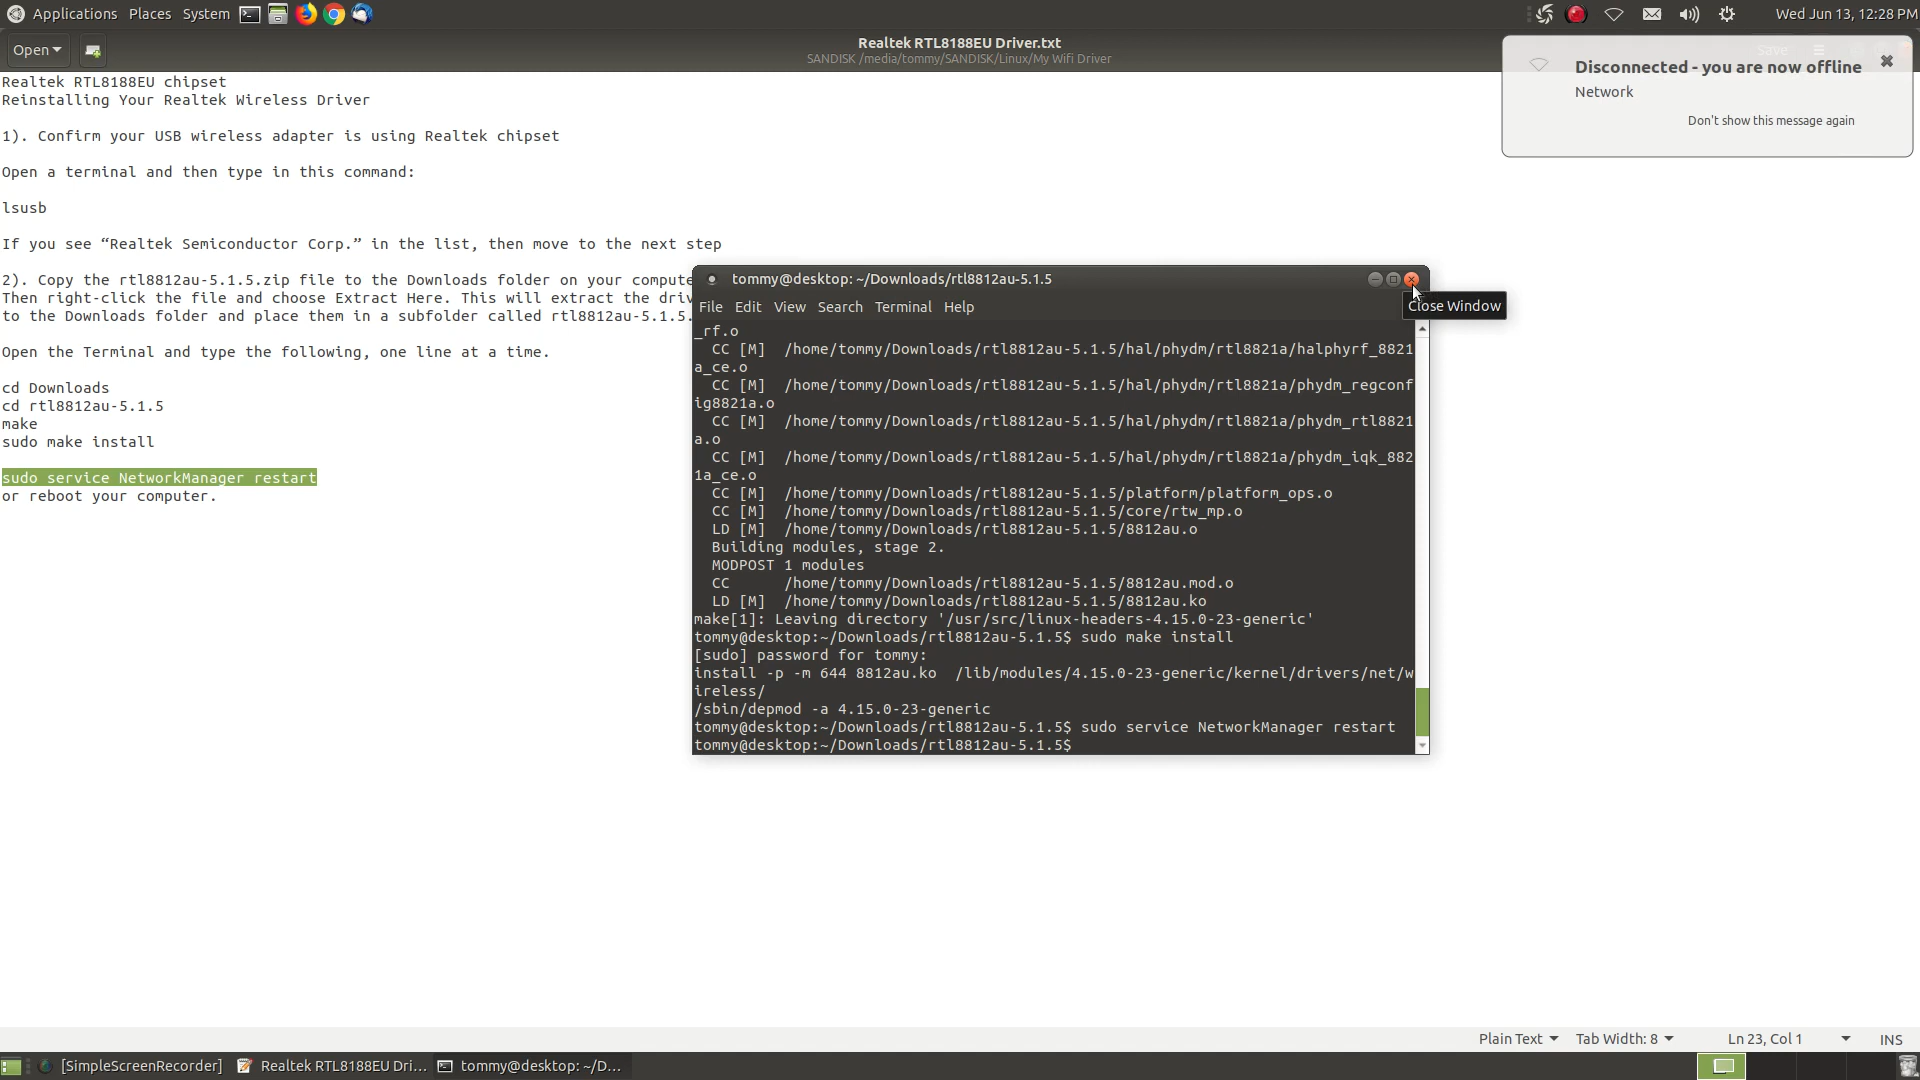 Applications Places System
Wed Jun 13, 12:28 PM
Open
Realtek RTL8188EU Driver.txt
SANDISK /media/tommy/SANDISK/Linux/My Wifi Driver
Save
Disconnected - you are now offline
Network
Don't show this message again
Realtek RTL8188EU chipset
Reinstalling Your Realtek Wireless Driver
1). Confirm your USB wireless adapter is using Realtek chipset
Open a terminal and then type in this command:
lsusb
If you see “Realtek Semiconductor Corp.” in the list, then move to the next step
2). Copy the rtl8812au-5.1.5.zip file to the Downloads folder on your compute
Then right-click the file and choose Extract Here. This will extract the driv
to the Downloads folder and place them in a subfolder called rtl8812au-5.1.5.
Open the Terminal and type the following, one line at a time.
cd Downloads
cd rtl8812au-5.1.5
make
sudo make install
sudo service NetworkManager restart
or reboot your computer.
tommy@desktop: ~/Downloads/rtl8812au-5.1.5
Close Window
File Edit View Search Terminal Help
_rf.o
CC [M] /home/tommy/Downloads/rtl8812au-5.1.5/hal/phydm/rtl8821a/halphyrf_8821
a_ce.o
CC [M] /home/tommy/Downloads/rtl8812au-5.1.5/hal/phydm/rtl8821a/phydm_regconf
ig8821a.o
CC [M] /home/tommy/Downloads/rtl8812au-5.1.5/hal/phydm/rtl8821a/phydm_rtl8821
a.o
CC [M] /home/tommy/Downloads/rtl8812au-5.1.5/hal/phydm/rtl8821a/phydm_iqk_882
1a_ce.o
CC [M] /home/tommy/Downloads/rtl8812au-5.1.5/platform/platform_ops.o
CC [M] /home/tommy/Downloads/rtl8812au-5.1.5/core/rtw_mp.o
LD [M] /home/tommy/Downloads/rtl8812au-5.1.5/8812au.o
Building modules, stage 2.
MODPOST 1 modules
CC /home/tommy/Downloads/rtl8812au-5.1.5/8812au.mod.o
LD [M] /home/tommy/Downloads/rtl8812au-5.1.5/8812au.ko
make[1]: Leaving directory '/usr/src/linux-headers-4.15.0-23-generic'
tommy@desktop:~/Downloads/rtl8812au-5.1.5$ sudo make install
[sudo] password for tommy:
install -p -m 644 8812au.ko /lib/modules/4.15.0-23-generic/kernel/drivers/net/w
ireless/
/sbin/depmod -a 4.15.0-23-generic
tommy@desktop:~/Downloads/rtl8812au-5.1.5$ sudo service NetworkManager restart
tommy@desktop:~/Downloads/rtl8812au-5.1.5$
Plain Text Tab Width: 8 Ln 23, Col 1 INS
[SimpleScreenRecorder] Realtek RTL8188EU Dri... tommy@desktop: ~/D...